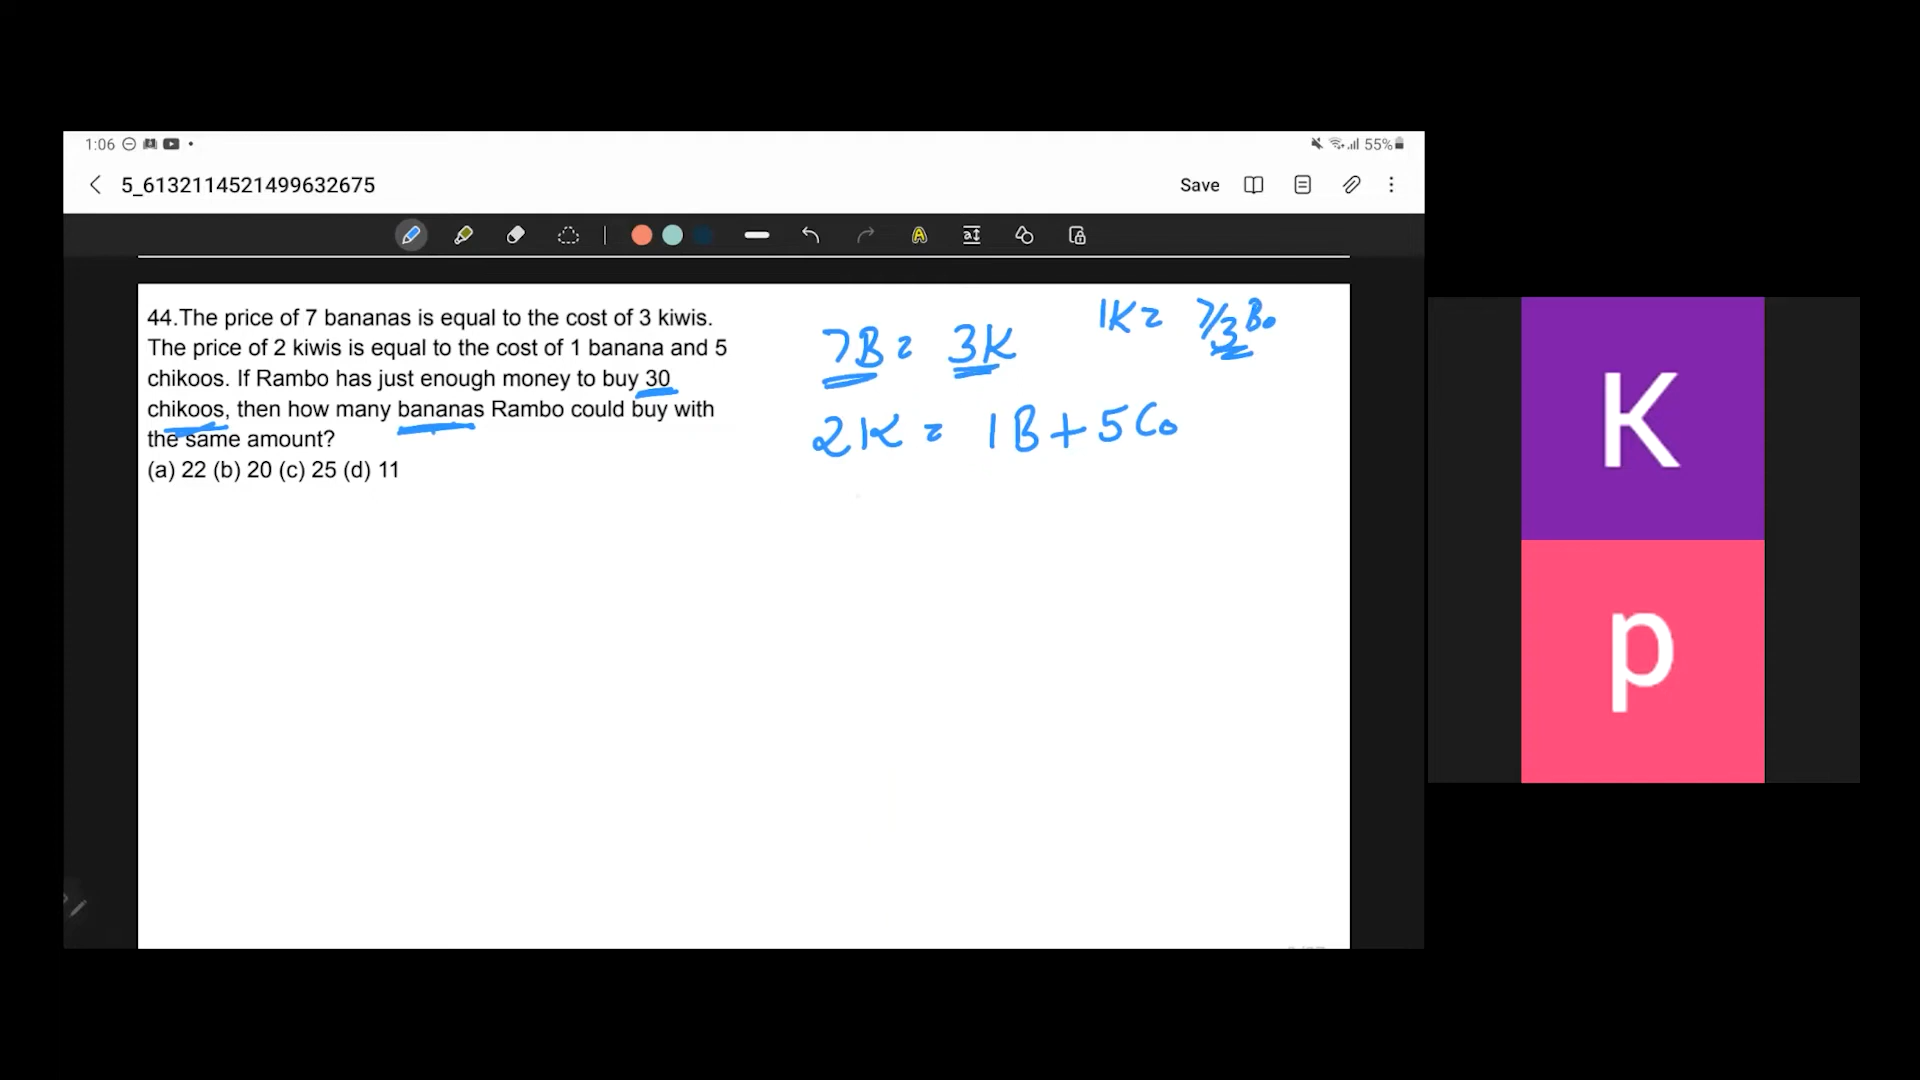 1:06 55%
5_6132114521499632675
Save
44.The price of 7 bananas is equal to the cost of 3 kiwis.
The price of 2 kiwis is equal to the cost of 1 banana and 5
chikoos. If Rambo has just enough money to buy 30
chikoos, then how many bananas Rambo could buy with
the same amount?
(a) 22 (b) 20 (c) 25 (d) 11
7B = 3K
1K = 7/3 B.
2K = 1B + 5C.
K
p